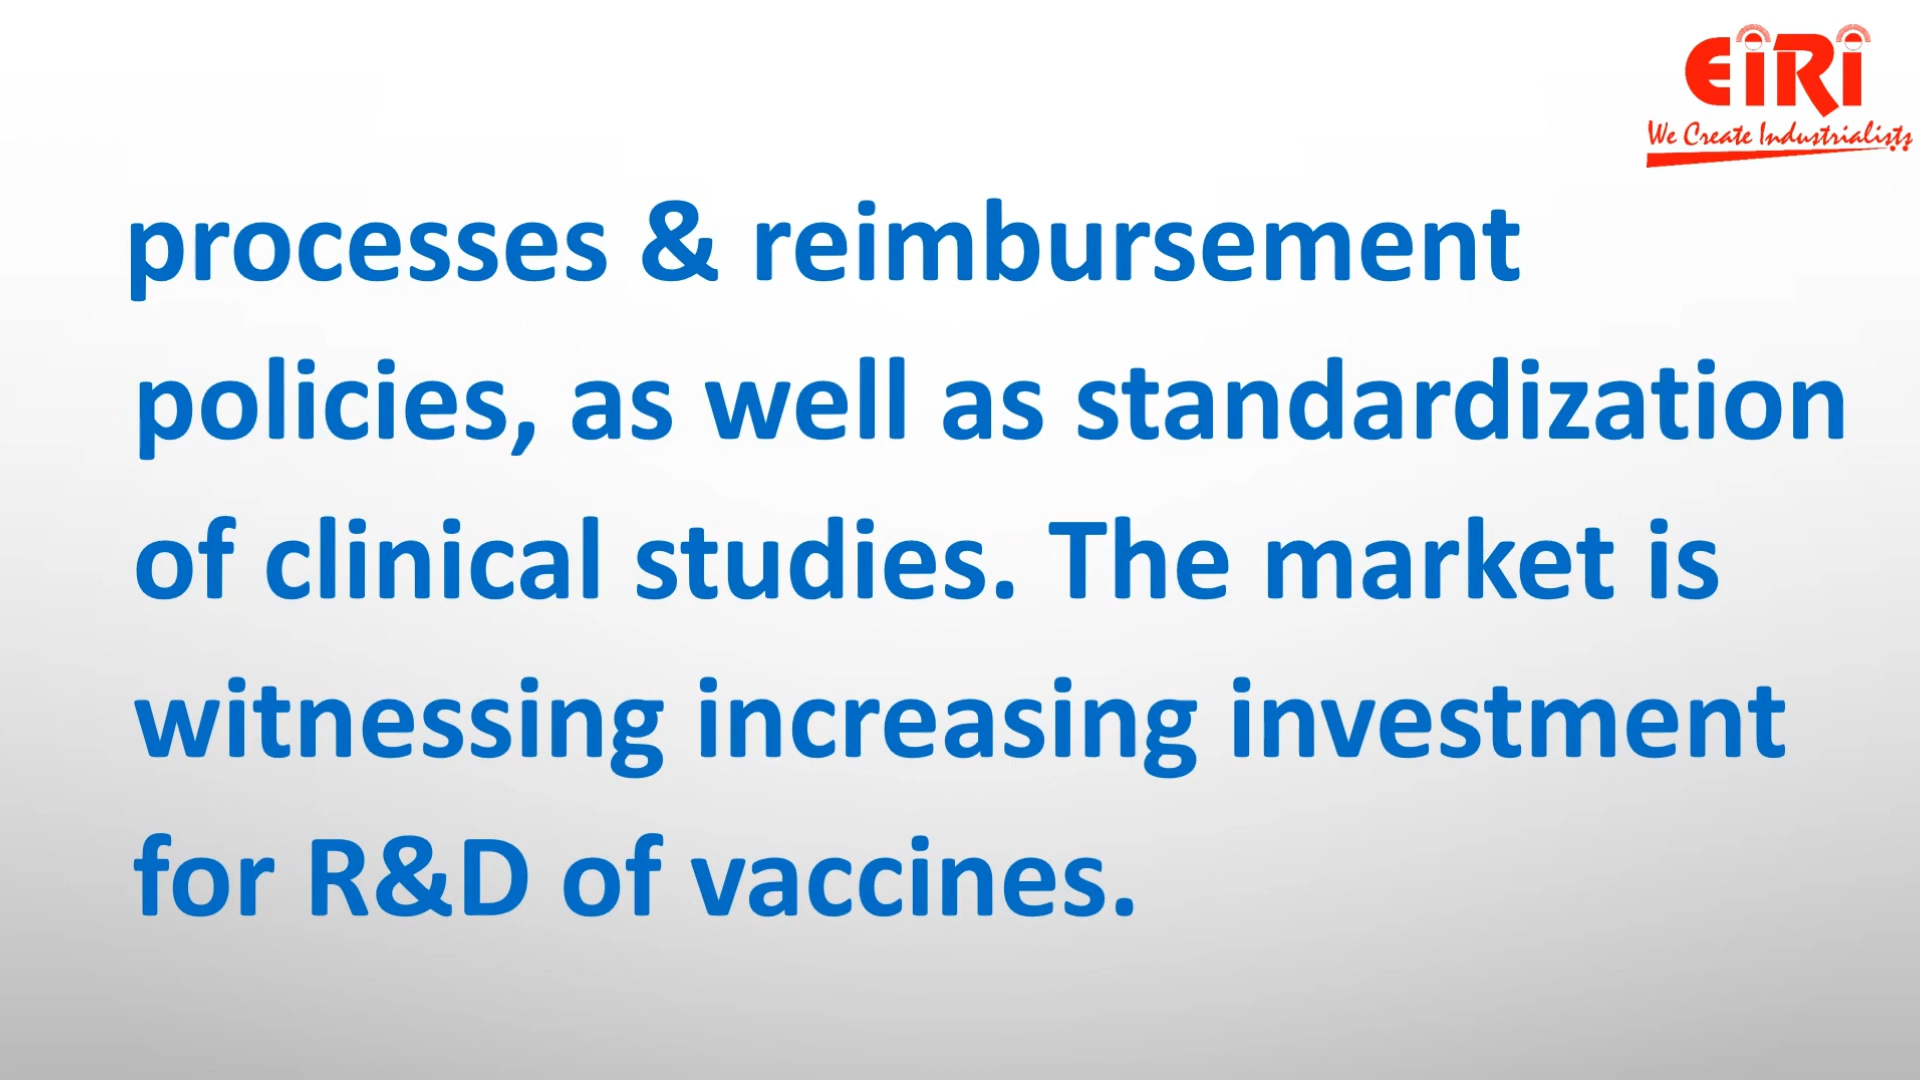 EiRi
We Create Industrialists
processes & reimbursement
policies, as well as standardization
of clinical studies. The market is
witnessing increasing investment
for R&D of vaccines.